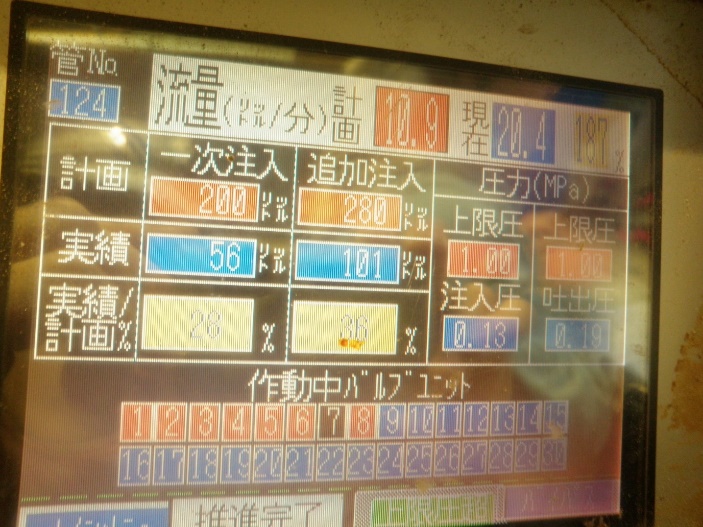 管No. 124
流量(リットル/分) 計画 10.9 現在 20.4 187 %
計画 一次注入 200 リットル 追加注入 280 リットル 圧力(MPa)
実績 56 リットル 101 リットル 上限圧 1.00 上限圧 1.00
実績/計画% 28 % 36 % 注入圧 0.13 吐出圧 0.19
作動中バルブユニット
1 2 3 4 5 6 7 8 9 10 11 12 13 14 15
16 17 18 19 20 21 22 23 24 25 26 27 28 29 30
推進完了 上限圧超